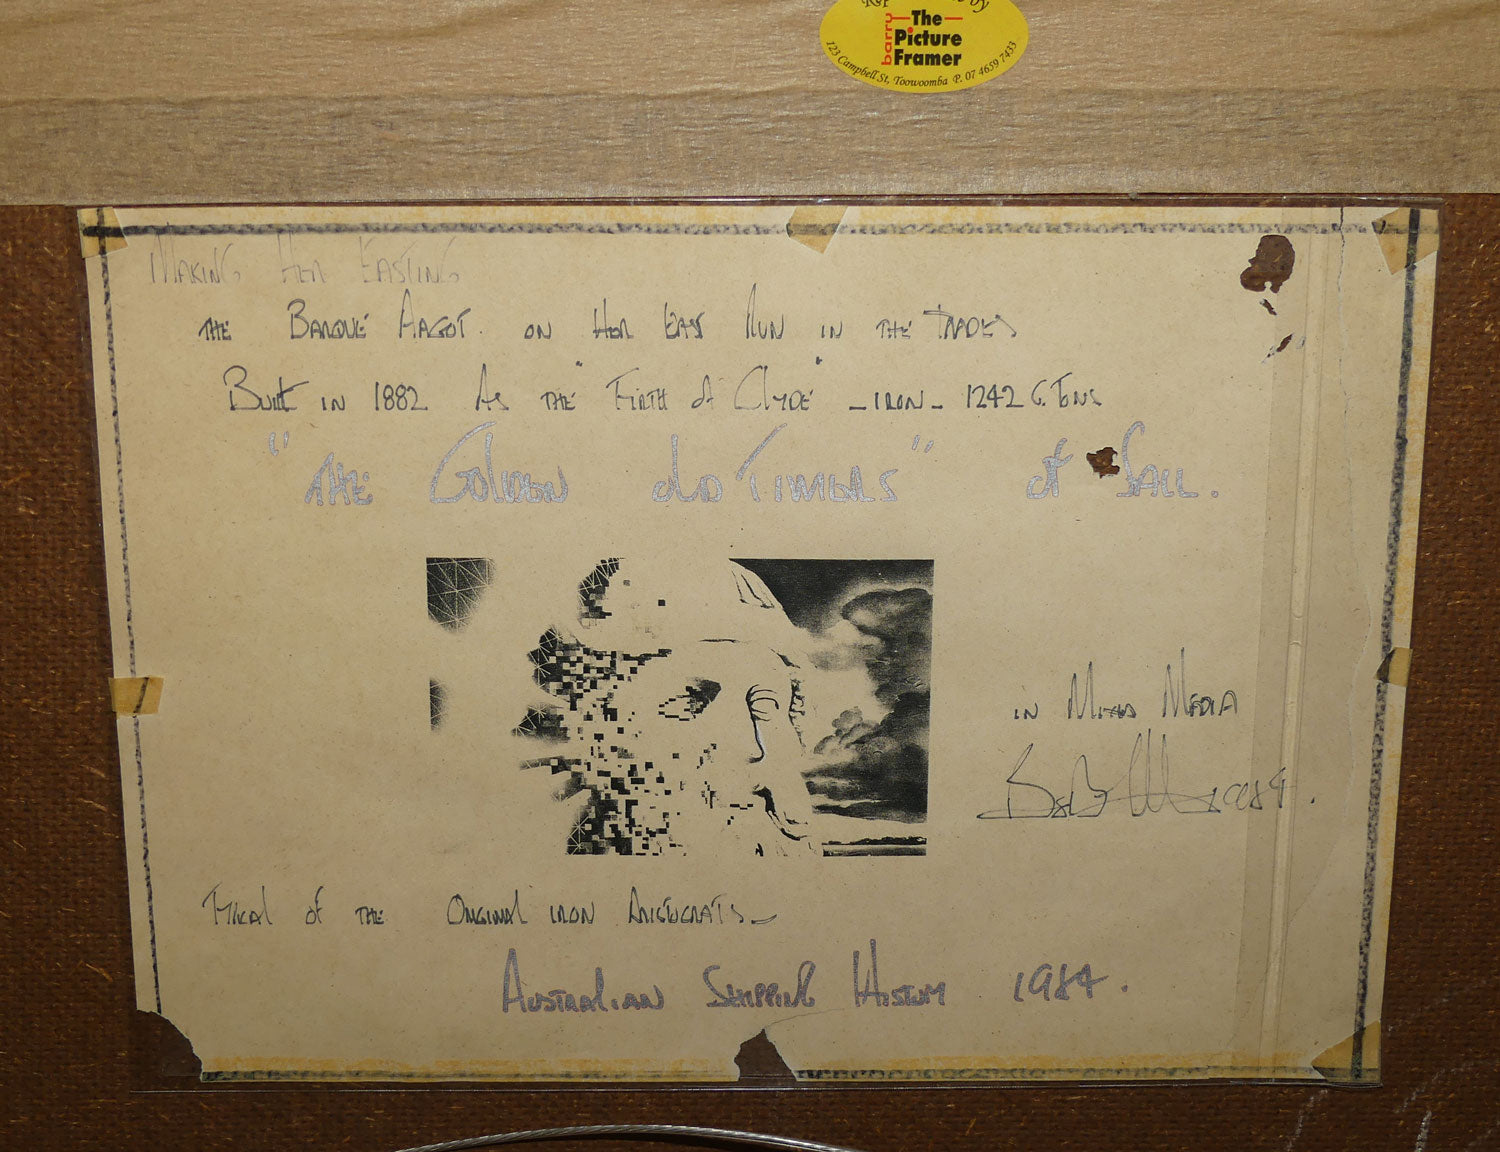 by
barry The
Picture
Framer
123 Campbell St, Toowoomba P. 07 4659 7433
MAKING HER EASTING
THE BARQUE ARGOT. ON HER EAST RUN IN THE TRADES
BUILT IN 1882 AS THE "FIRTH OF CLYDE" - IRON - 1242 G. TONS
"THE GOLDEN OLD TIMERS" OF SAIL.
IN MIXED MEDIA
1984.
OF THE ORIGINAL IRON ARISTOCRATS -
AUSTRALIAN SHIPPING HISTORY 1984.